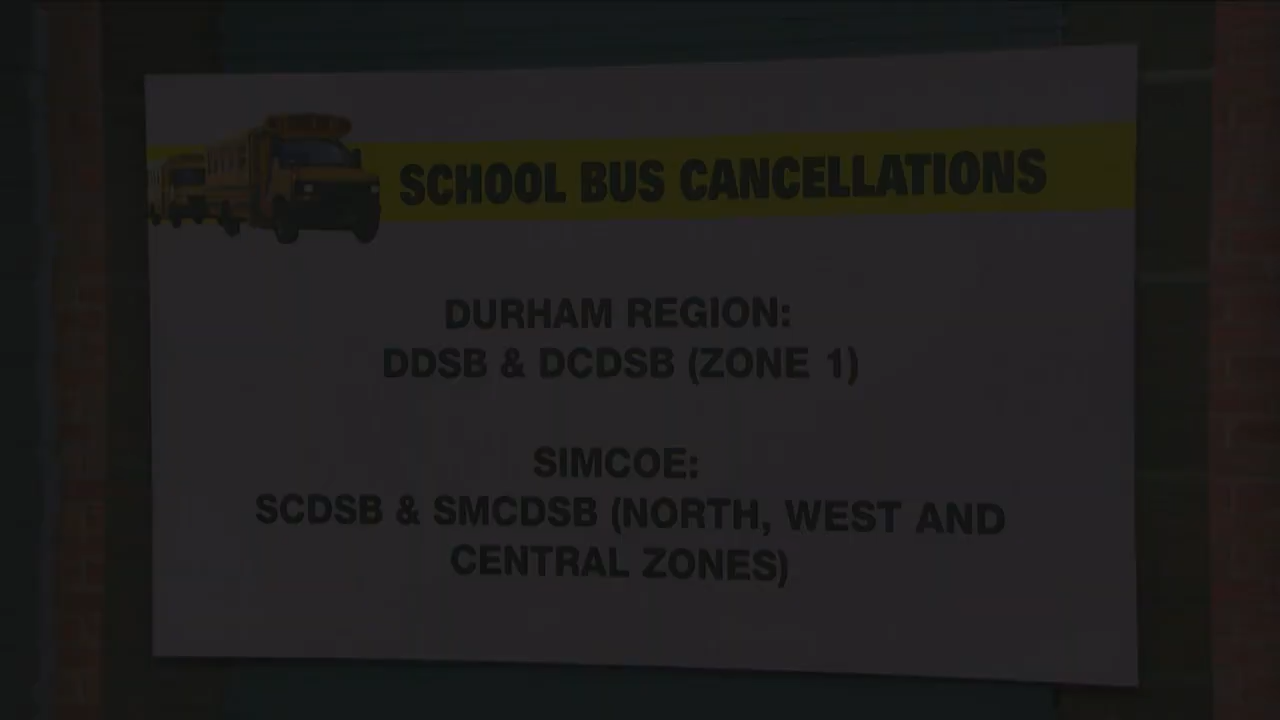 SCHOOL BUS CANCELLATIONS
DURHAM REGION:
DDSB & DCDSB (ZONE 1)
SIMCOE:
SCDSB & SMCDSB (NORTH, WEST AND
CENTRAL ZONES)